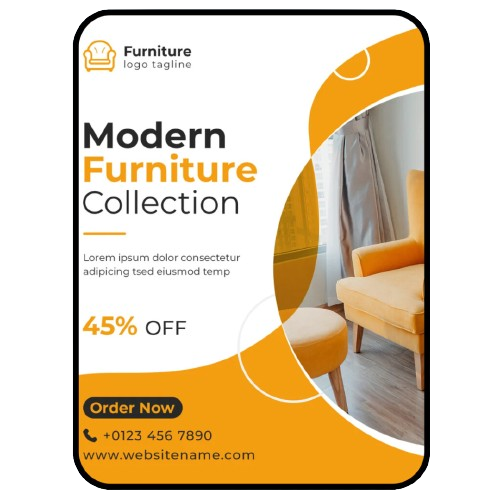 Furniture
logo tagline
Modern
Furniture
Collection
Lorem ipsum dolor consectetur
adipicing tsed eiusmod temp
45% OFF
Order Now
+0123 456 7890
www.websitename.com